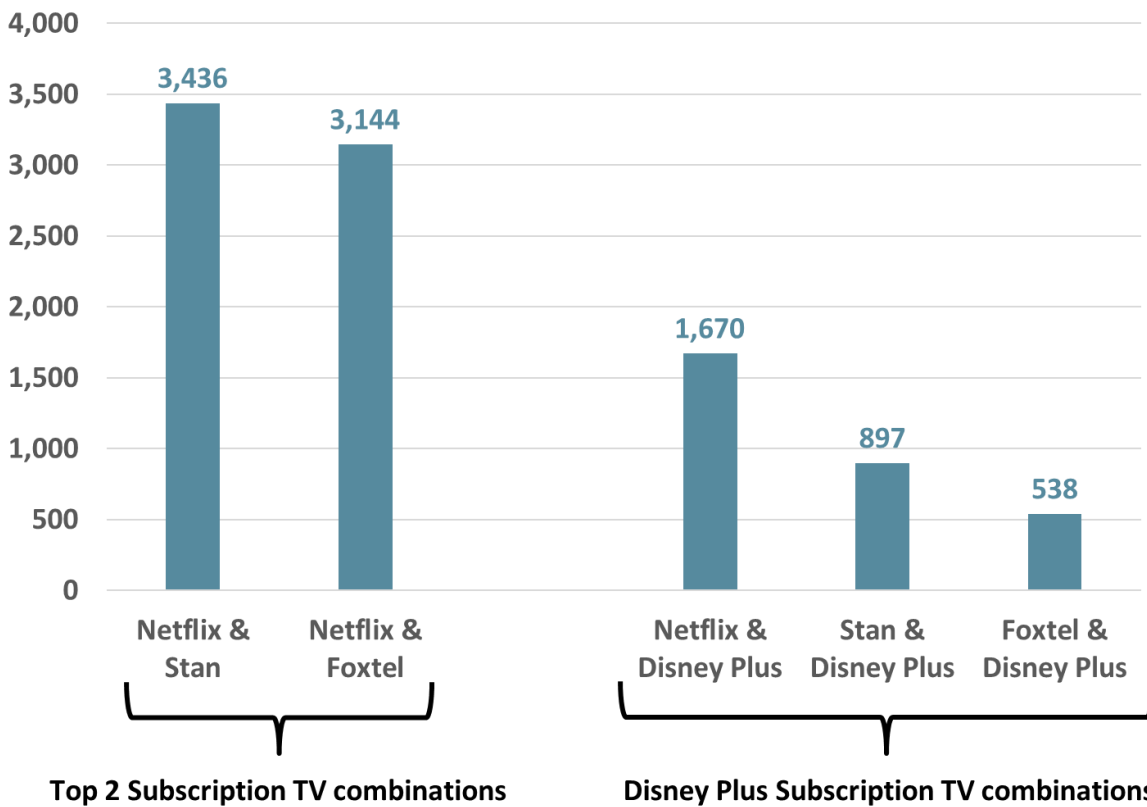 4,000
3,500
3,000
2,500
2,000
1,500
1,000
500
0
3,436
3,144
1,670
897
538
Netflix &
Stan
Netflix &
Foxtel
Netflix &
Disney Plus
Stan &
Disney Plus
Foxtel &
Disney Plus
Top 2 Subscription TV combinations
Disney Plus Subscription TV combinations